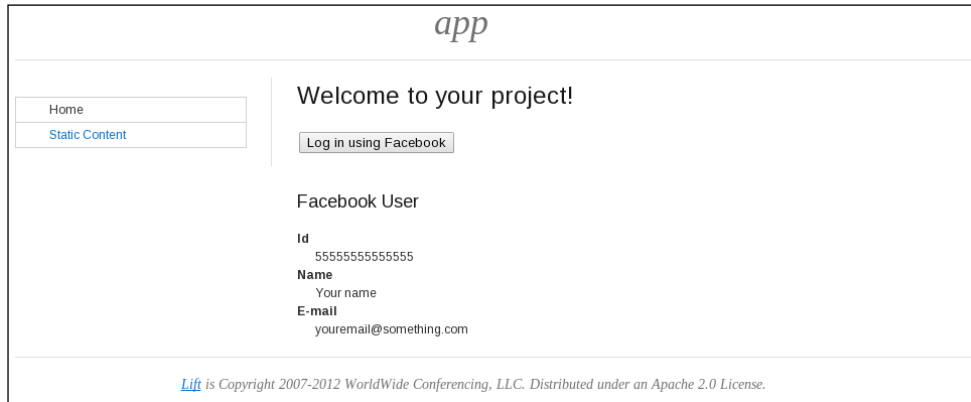 app
Home
Static Content
Welcome to your project!
Log in using Facebook
Facebook User
Id
55555555555555
Name
Your name
E-mail
youremail@something.com
Lift is Copyright 2007-2012 WorldWide Conferencing, LLC. Distributed under an Apache 2.0 License.